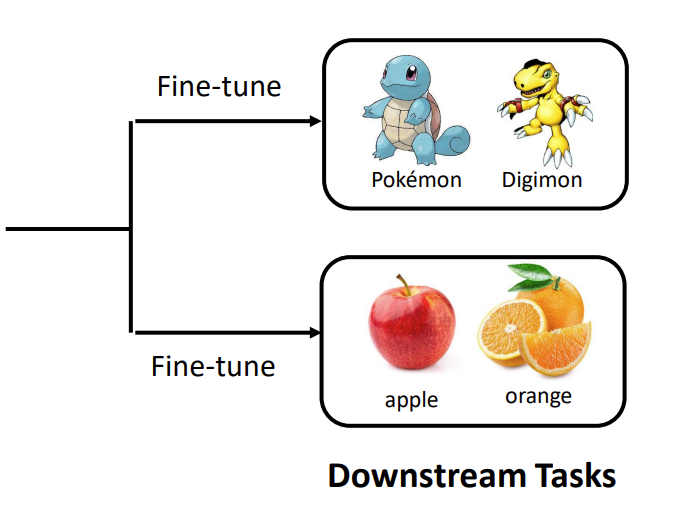 Fine-tune
Pokémon Digimon
Fine-tune
apple orange
Downstream Tasks